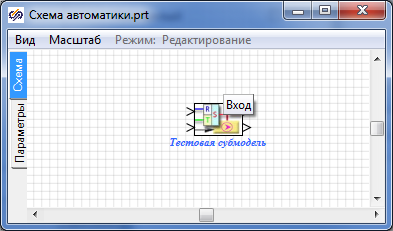 Схема автоматики.prt
Вид Масштаб Режим: Редактирование
Схема
Параметры
R
S
T
Вход
Тестовая субмодель